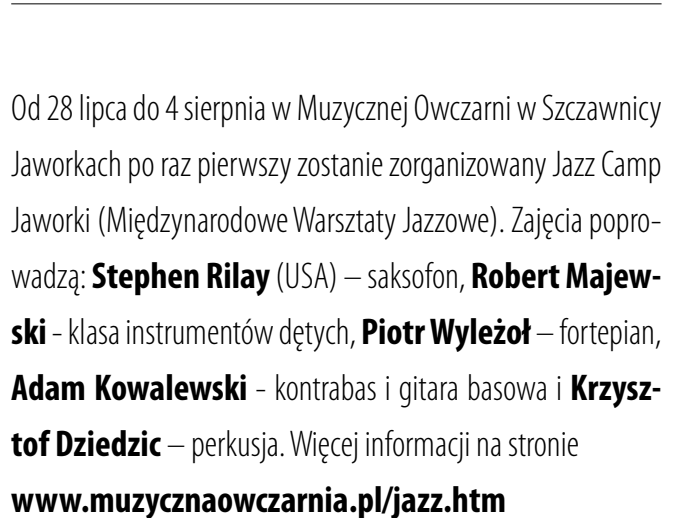 Od 28 lipca do 4 sierpnia w Muzycznej Owczarni w Szczawnicy
Jaworkach po raz pierwszy zostanie zorganizowany Jazz Camp
Jaworki (Międzynarodowe Warsztaty Jazzowe). Zajęcia popro-
wadzą: Stephen Rilay (USA) – saksofon, Robert Majew-
ski - klasa instrumentów dętych, Piotr Wyleżoł – fortepian,
Adam Kowalewski - kontrabas i gitara basowa i Krzysz-
tof Dziedzic – perkusja. Więcej informacji na stronie
www.muzycznaowczarnia.pl/jazz.htm